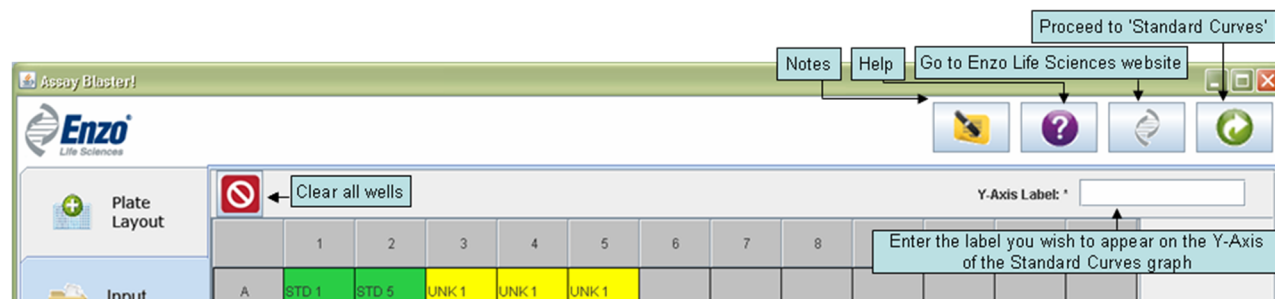 Proceed to 'Standard Curves'
Notes
Help
Go to Enzo Life Sciences website
Assay Blaster!
Enzo
Life Sciences
Plate
Layout
Clear all wells
Y-Axis Label: *
1 2 3 4 5 6 7 8
Enter the label you wish to appear on the Y-Axis
of the Standard Curves graph
Input
A STD 1 STD 5 UNK 1 UNK 1 UNK 1